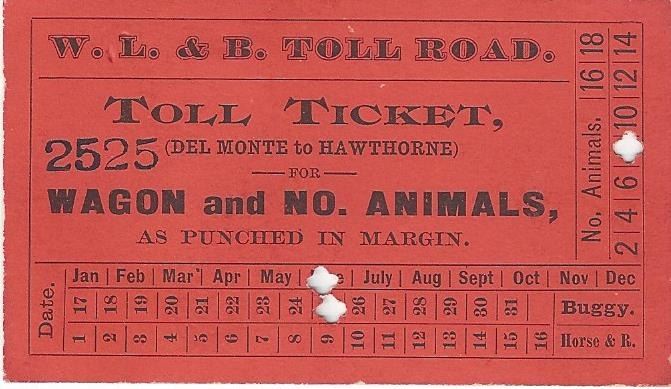 W. L. & B. TOLL ROAD.
TOLL TICKET,
2525 (DEL MONTE to HAWTHORNE)
FOR
WAGON and NO. ANIMALS,
AS PUNCHED IN MARGIN.
No. Animals. 16 18
2 4 6 10 12 14
Date.
Jan Feb Mar Apr May July Aug Sept Oct Nov Dec
17 18 19 20 21 22 23 24 26 27 28 29 30 31 Buggy.
1 2 3 4 5 6 7 8 9 10 11 12 13 14 15 16 Horse & R.